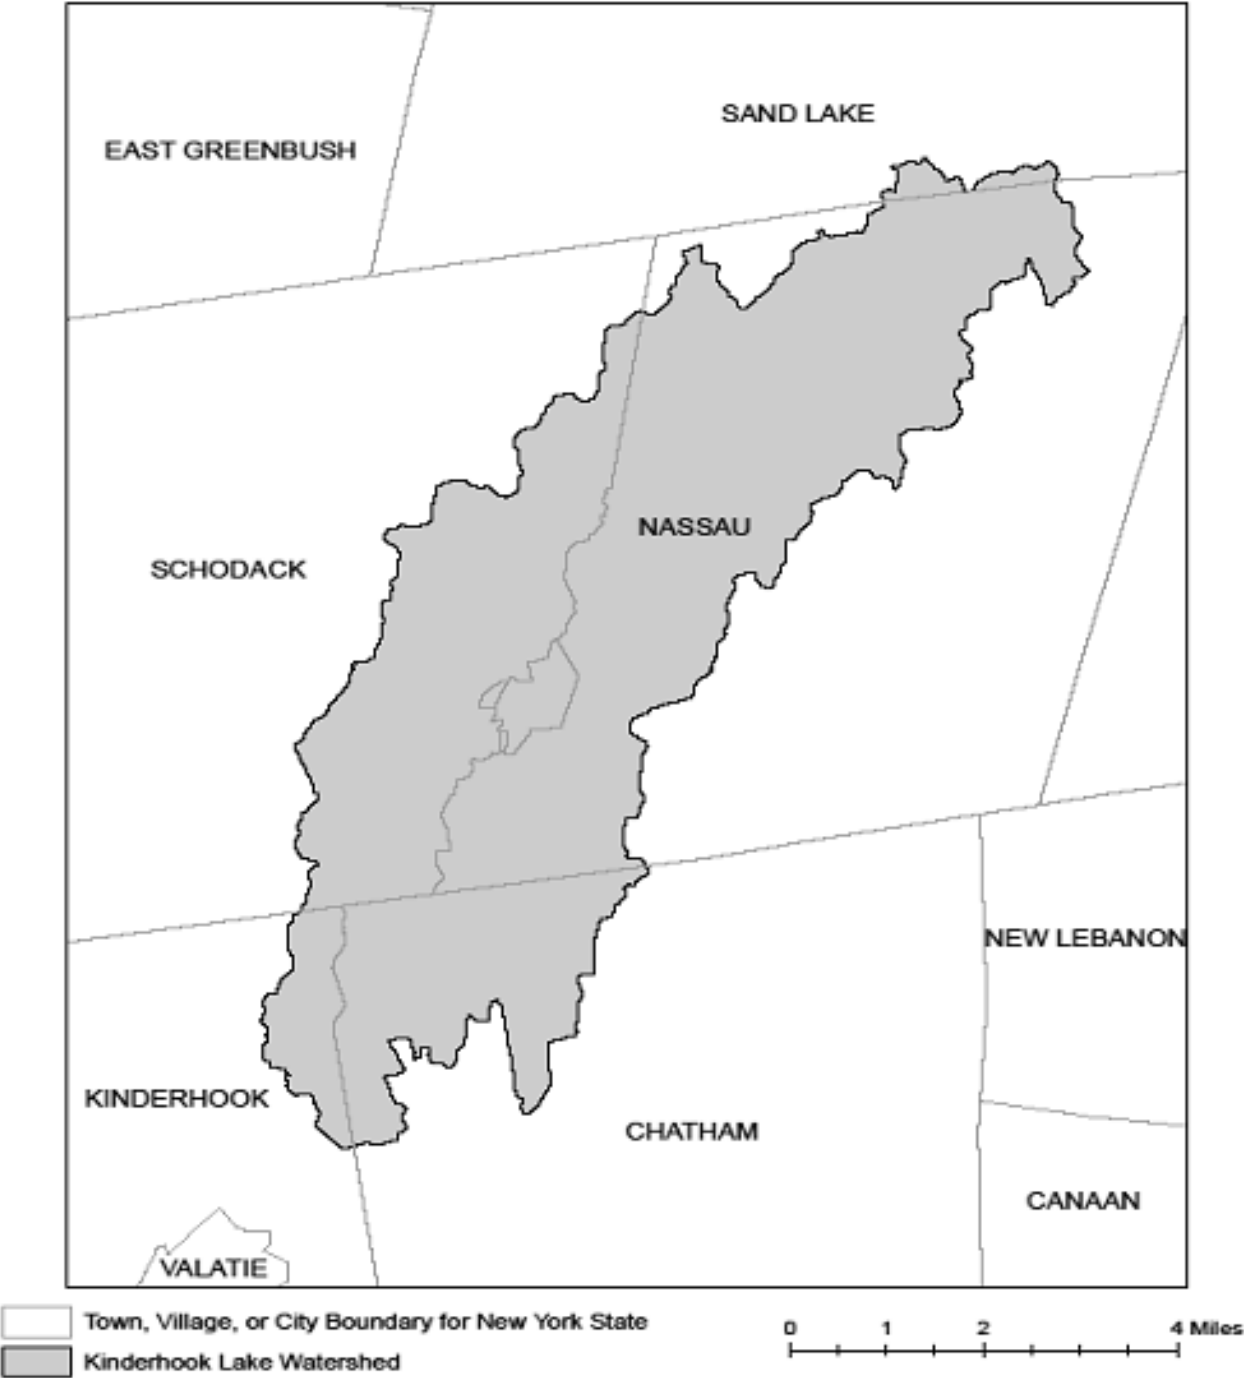 SAND LAKE
EAST GREENBUSH
NASSAU
SCHODACK
NEW LEBANON
KINDERHOOK
CHATHAM
CANAAN
VALATIE
Town, Village, or City Boundary for New York State
Kinderhook Lake Watershed
0 1 2 4 Miles